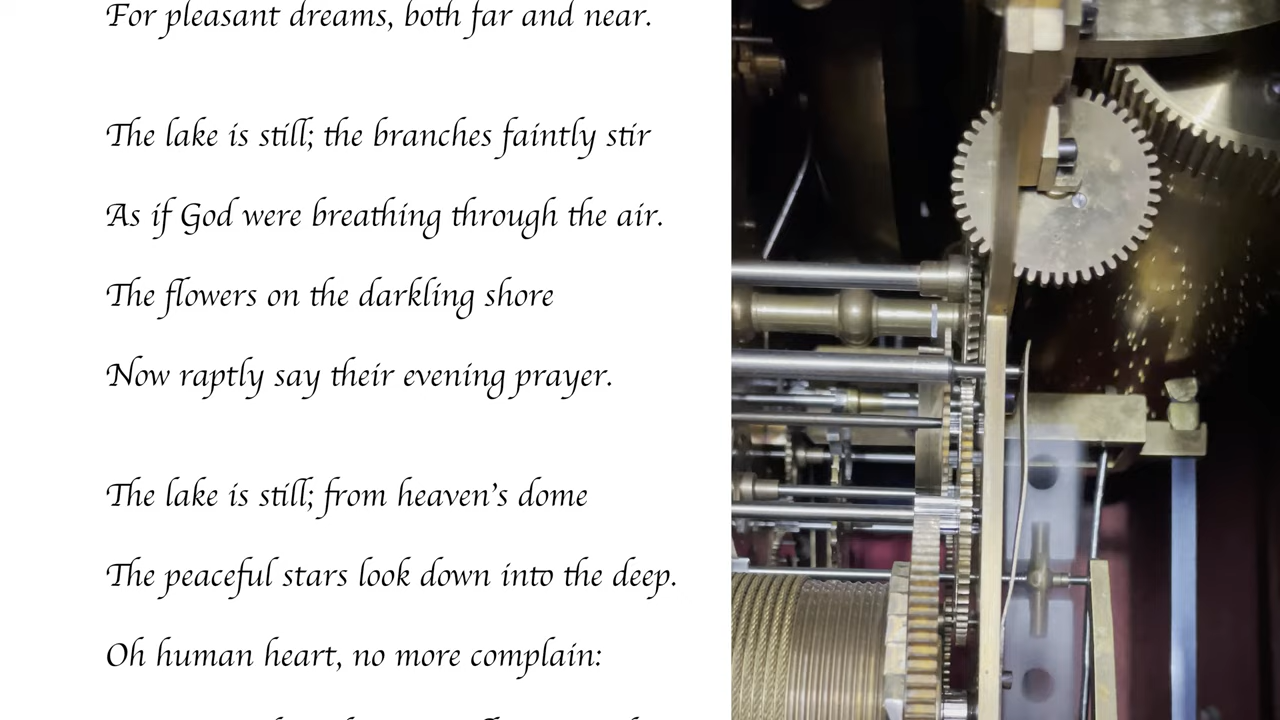 For pleasant dreams, both far and near.
The lake is still; the branches faintly stir
As if God were breathing through the air.
The flowers on the darkling shore
Now raptly say their evening prayer.
The lake is still; from heaven's dome
The peaceful stars look down into the deep.
Oh human heart, no more complain: